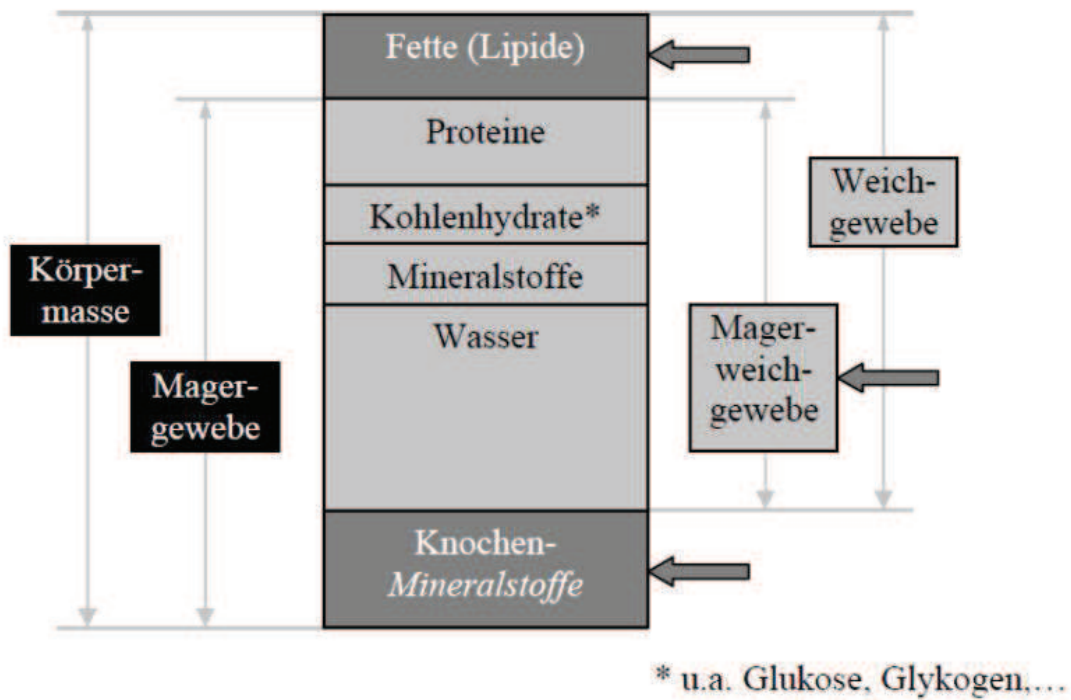 Fette (Lipide)
Proteine
Kohlenhydrate*
Mineralstoffe
Wasser
Knochen-
Mineralstoffe
Körper-
masse
Mager-
gewebe
Weich-
gewebe
Mager-
weich-
gewebe
* u.a. Glukose, Glykogen,…